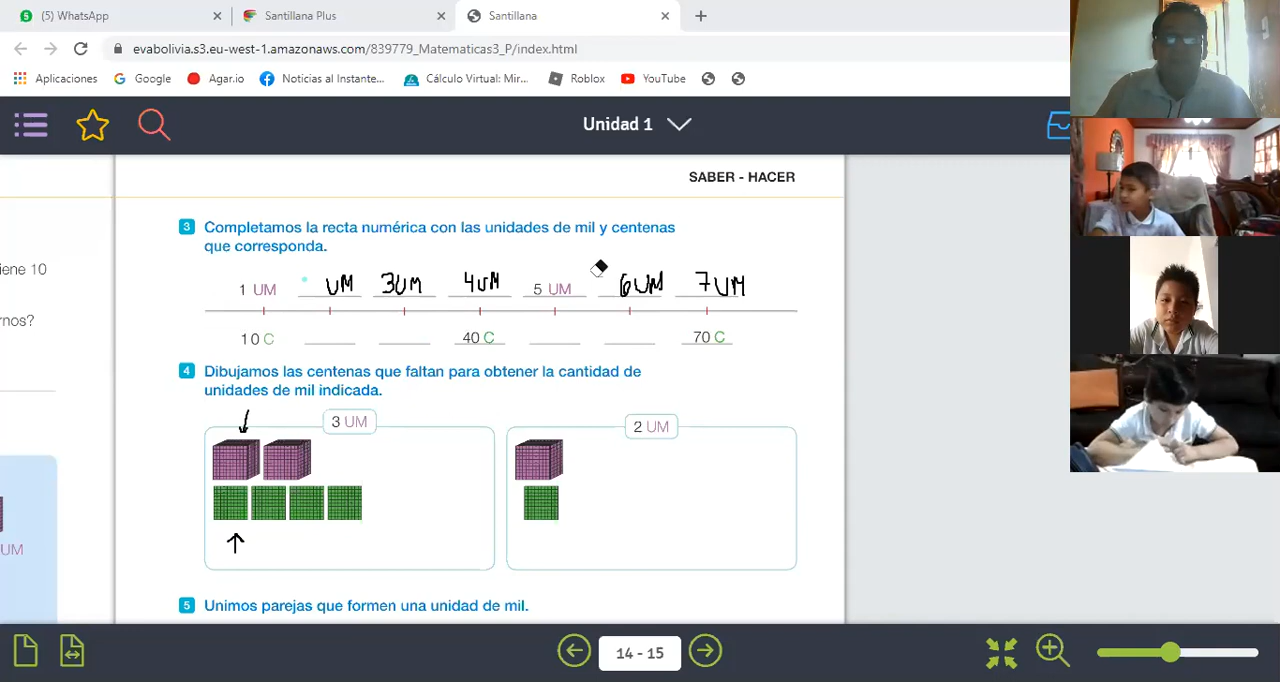 (5) WhatsApp
Santillana Plus
Santillana
evabolivia.s3.eu-west-1.amazonaws.com/839779_Matematicas3_P/index.html
Aplicaciones Google Agar.io Noticias al Instante... Cálculo Virtual: Mir... Roblox YouTube
Unidad 1
SABER - HACER
3 Completamos la recta numérica con las unidades de mil y centenas
que corresponda.
1 UM UM 3UM 4UM 5 UM 6UM 7UM
10 C 40 C 70 C
4 Dibujamos las centenas que faltan para obtener la cantidad de
unidades de mil indicada.
3 UM 2 UM
5 Unimos parejas que formen una unidad de mil.
iene 10
rnos?
UM
14 - 15